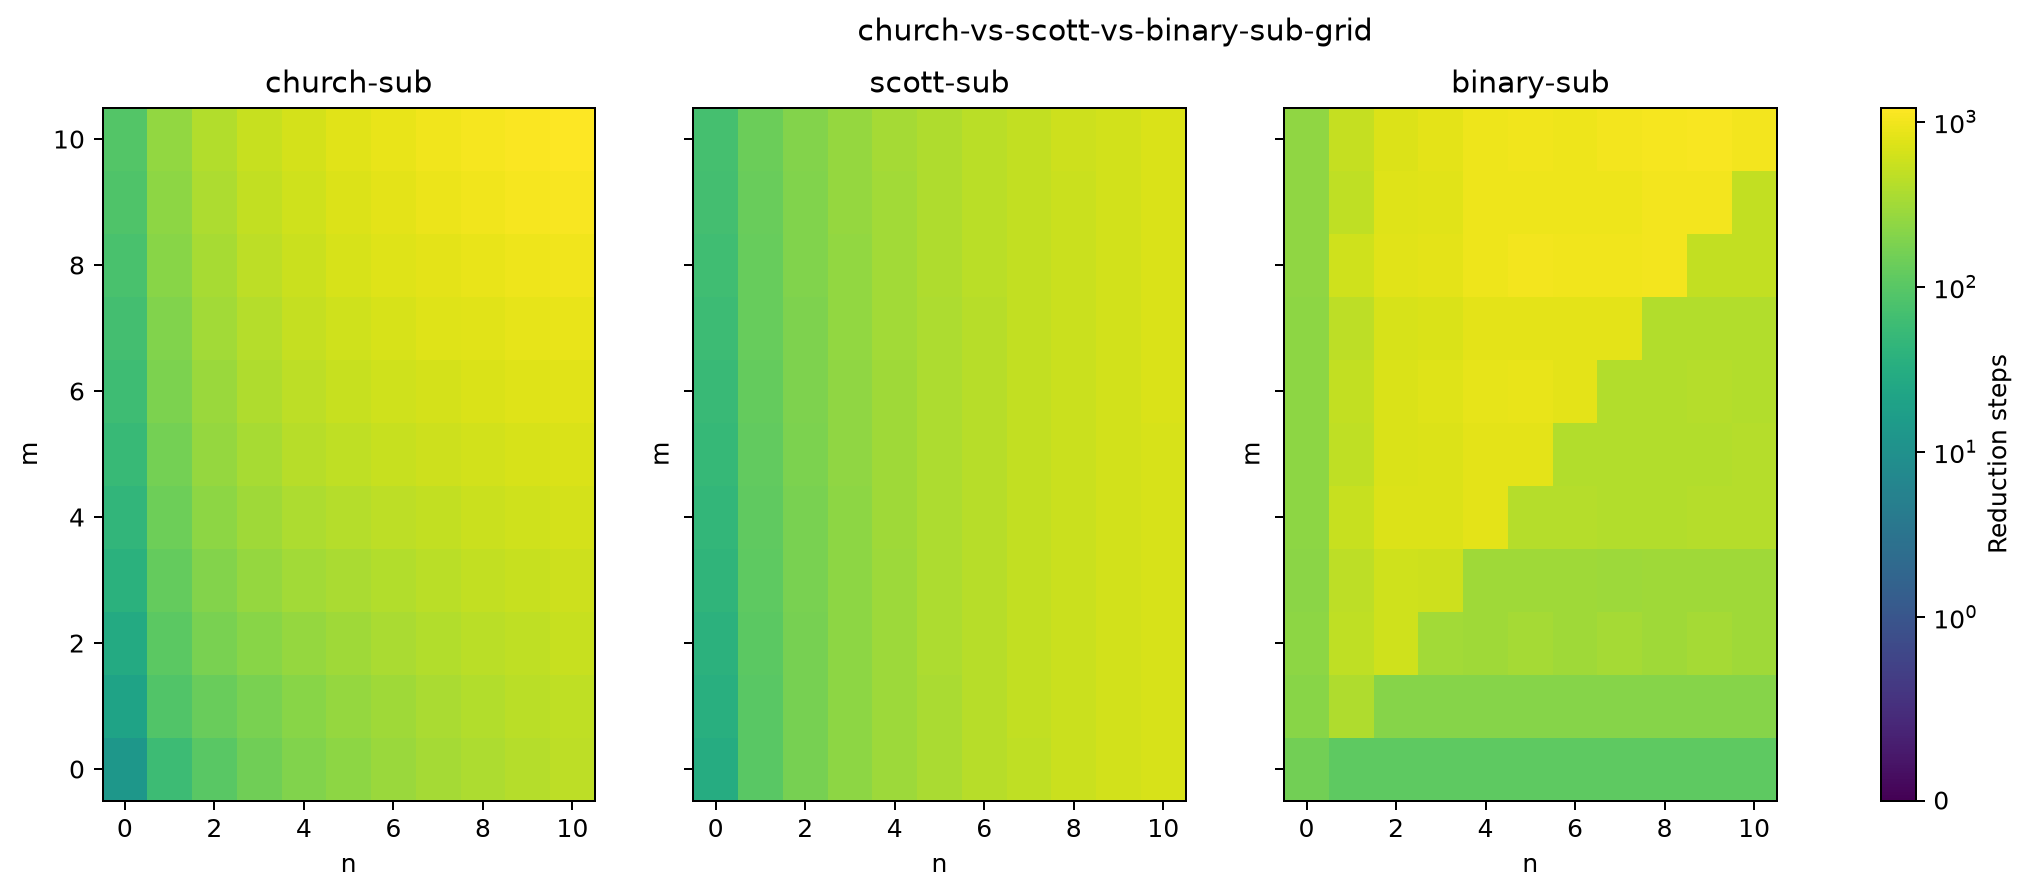 church-vs-scott-vs-binary-sub-grid
church-sub
scott-sub
binary-sub
10
8
6
4
2
0
m
m
m
0 2 4 6 8 10
0 2 4 6 8 10
0 2 4 6 8 10
n
n
n
10³
10²
10¹
10⁰
0
Reduction steps